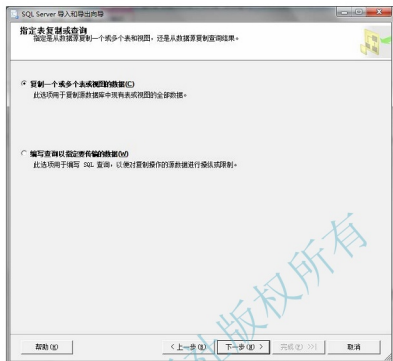 SQL Server 导入和导出向导
指定表复制或查询
指定是从数据源复制一个或多个表和视图，还是从数据源复制查询结果。
复制一个或多个表或视图的数据(C)
此选项用于复制源数据库中现有表或视图的全部数据。
编写查询以指定要传输的数据(W)
此选项用于编写 SQL 查询，以便对复制操作的源数据进行操纵或限制。
社版权所有
帮助(H)
< 上一步(B)
下一步(N) >
完成(F) >>|
取消